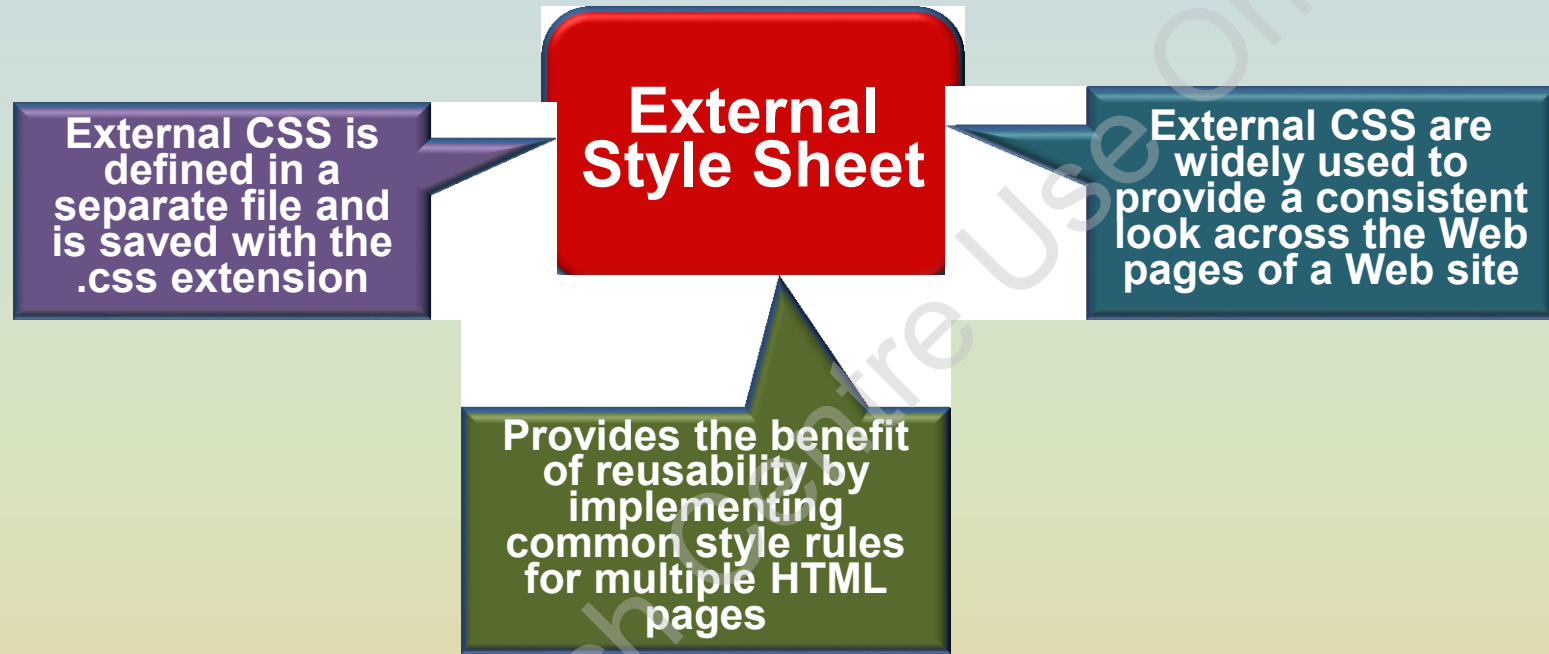 External
Style Sheet
External CSS is
defined in a
separate file and
is saved with the
.css extension
External CSS are
widely used to
provide a consistent
look across the Web
pages of a Web site
Provides the benefit
of reusability by
implementing
common style rules
for multiple HTML
pages
Centre Use